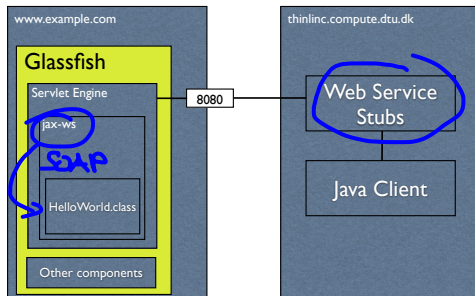 www.example.com
Glassfish
Servlet Engine
jax-ws
SOAP
HelloWorld.class
Other components
8080
thinlinc.compute.dtu.dk
Web Service
Stubs
Java Client